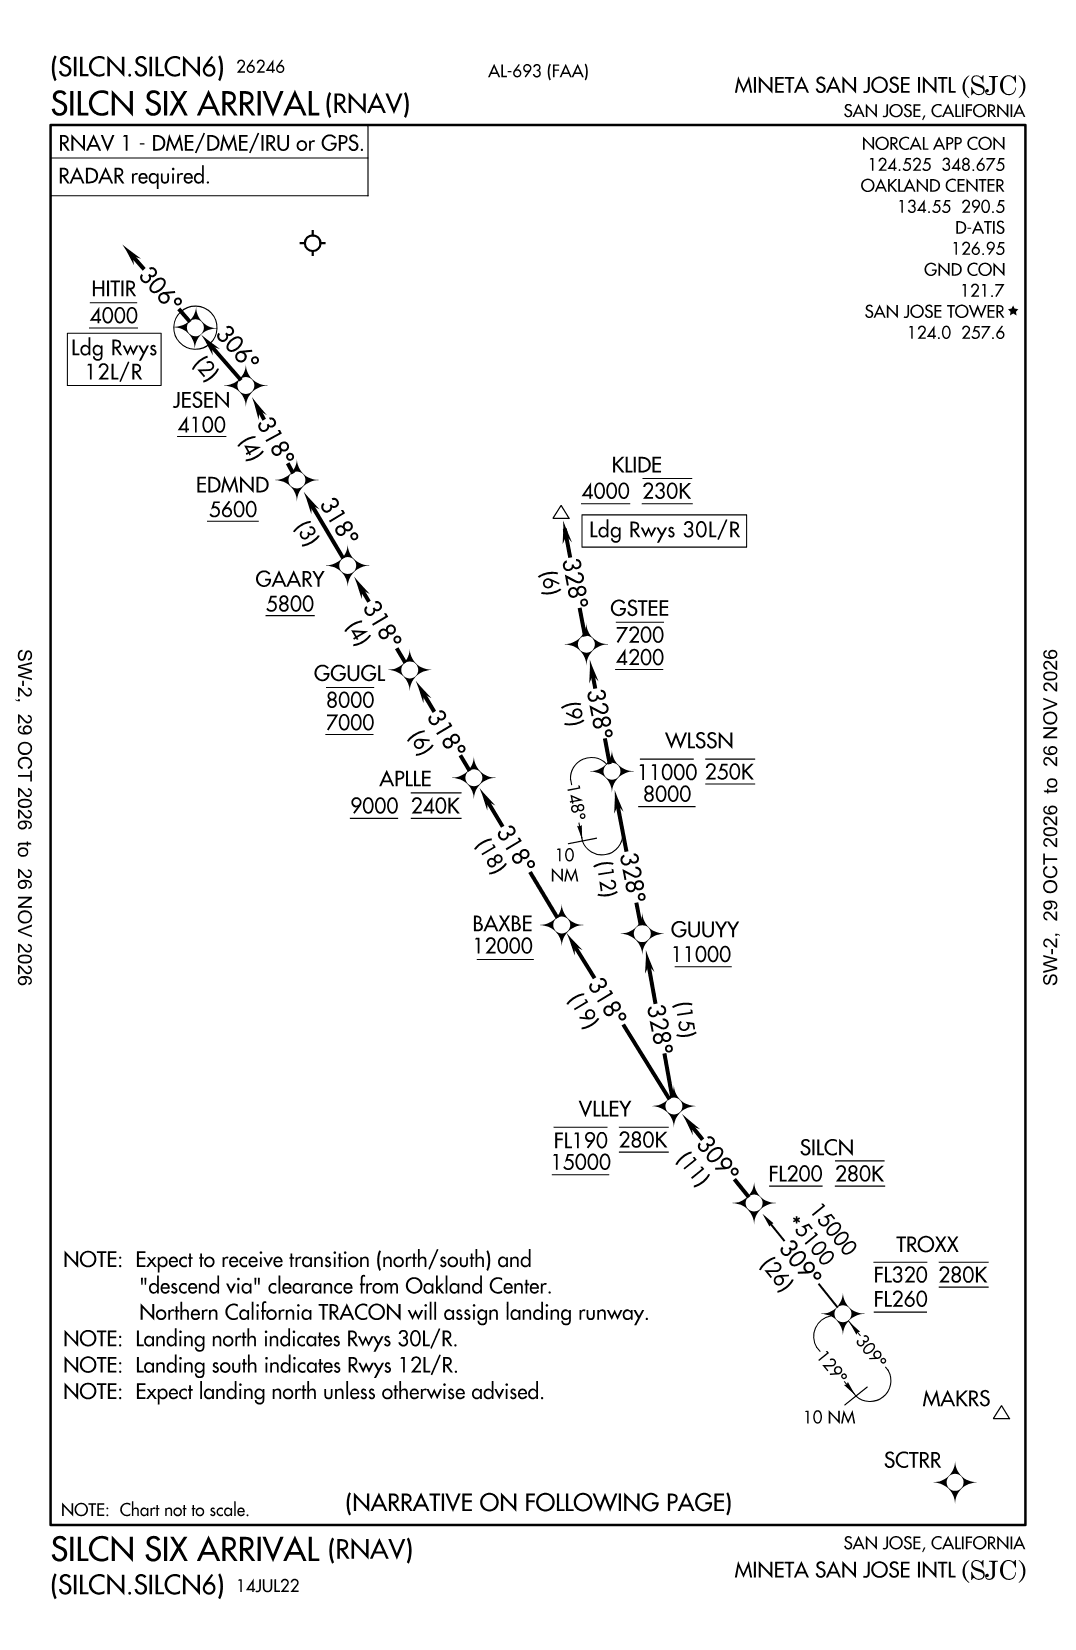 (SILCN.SILCN6) 26246
AL-693 (FAA)
MINETA SAN JOSE INTL (SJC)
SILCN SIX ARRIVAL (RNAV)
SAN JOSE, CALIFORNIA
RNAV 1 - DME/DME/IRU or GPS.
RADAR required.
NORCAL APP CON
124.525 348.675
OAKLAND CENTER
134.55 290.5
D-ATIS
126.95
GND CON
121.7
SAN JOSE TOWER ★
124.0 257.6
306°
HITIR
4000
Ldg Rwys
12L/R
306°
(2)
JESEN
4100
318°
(4)
EDMND
5600
318°
(3)
GAARY
5800
318°
(4)
GGUGL
8000
7000
318°
(6)
APLLE
9000 240K
318°
(18)
BAXBE
12000
318°
(19)
KLIDE
4000 230K
Ldg Rwys 30L/R
328°
(6)
GSTEE
7200
4200
328°
(9)
WLSSN
11000 250K
8000
148°
10
NM
328°
(12)
GUUYY
11000
328°
(15)
VLLEY
FL190 280K
15000
309°
(11)
SILCN
FL200 280K
15000
*5100
309°
(26)
TROXX
FL320 280K
FL260
309°
129°
10 NM
MAKRS
SCTRR
NOTE: Expect to receive transition (north/south) and
"descend via" clearance from Oakland Center.
Northern California TRACON will assign landing runway.
NOTE: Landing north indicates Rwys 30L/R.
NOTE: Landing south indicates Rwys 12L/R.
NOTE: Expect landing north unless otherwise advised.
NOTE: Chart not to scale.
(NARRATIVE ON FOLLOWING PAGE)
SW-2, 29 OCT 2026 to 26 NOV 2026
SW-2, 29 OCT 2026 to 26 NOV 2026
SILCN SIX ARRIVAL (RNAV)
SAN JOSE, CALIFORNIA
(SILCN.SILCN6) 14JUL22
MINETA SAN JOSE INTL (SJC)